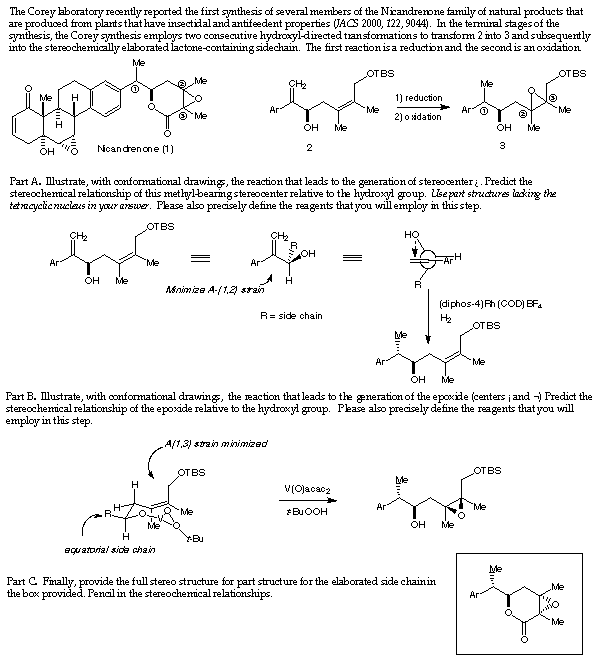 The Corey laboratory recently reported the first synthesis of several members of the Nicandrenone family of natural products that
are produced from plants that have insectidal and antifeedent properties (JACS 2000, 122, 9044). In the terminal stages of the
synthesis, the Corey synthesis employs two consecutive hydroxyl-directed transformations to transform 2 into 3 and subsequently
into the stereochemically elaborated lactone-containing sidechain. The first reaction is a reduction and the second is an oxidation.
O
Me
H
H
H
OH
O
Me
1
2
Me
O
O
3
Me
O
Nicandrenone (1)
CH2
OTBS
Ar
Me
OH
Me
2
1) reduction
2) oxidation
Me
OTBS
O
3
Ar
1
2
Me
OH
Me
3
Part A. Illustrate, with conformational drawings, the reaction that leads to the generation of stereocenter ¿. Predict the
stereochemical relationship of this methyl-bearing stereocenter relative to the hydroxyl group. Use part structures lacking the
tetracyclic nucleus in your answer. Please also precisely define the reagents that you will employ in this step.
CH2
OTBS
Ar
Me
OH
Me
CH2
R
OH
Ar
H
Minimize A-(1,2) strain
R = side chain
HO
H
Ar
R
(diphos-4)Rh(COD)BF4
H2
Me
OTBS
Ar
Me
OH
Me
Part B. Illustrate, with conformational drawings, the reaction that leads to the generation of the epoxide (centers ¡ and ¬) Predict the
stereochemical relationship of the epoxide relative to the hydroxyl group. Please also precisely define the reagents that you will
employ in this step.
A(1,3) strain minimized
OTBS
H
H
R
Me
O
V
O
Me
O
H
t-Bu
equatorial side chain
V(O)acac2
t-BuOOH
Me
OTBS
Ar
Me
O
OH
Me
Part C. Finally, provide the full stereo structure for part structure for the elaborated side chain in
the box provided. Pencil in the stereochemical relationships.
Me
Me
Ar
O
O
Me
O